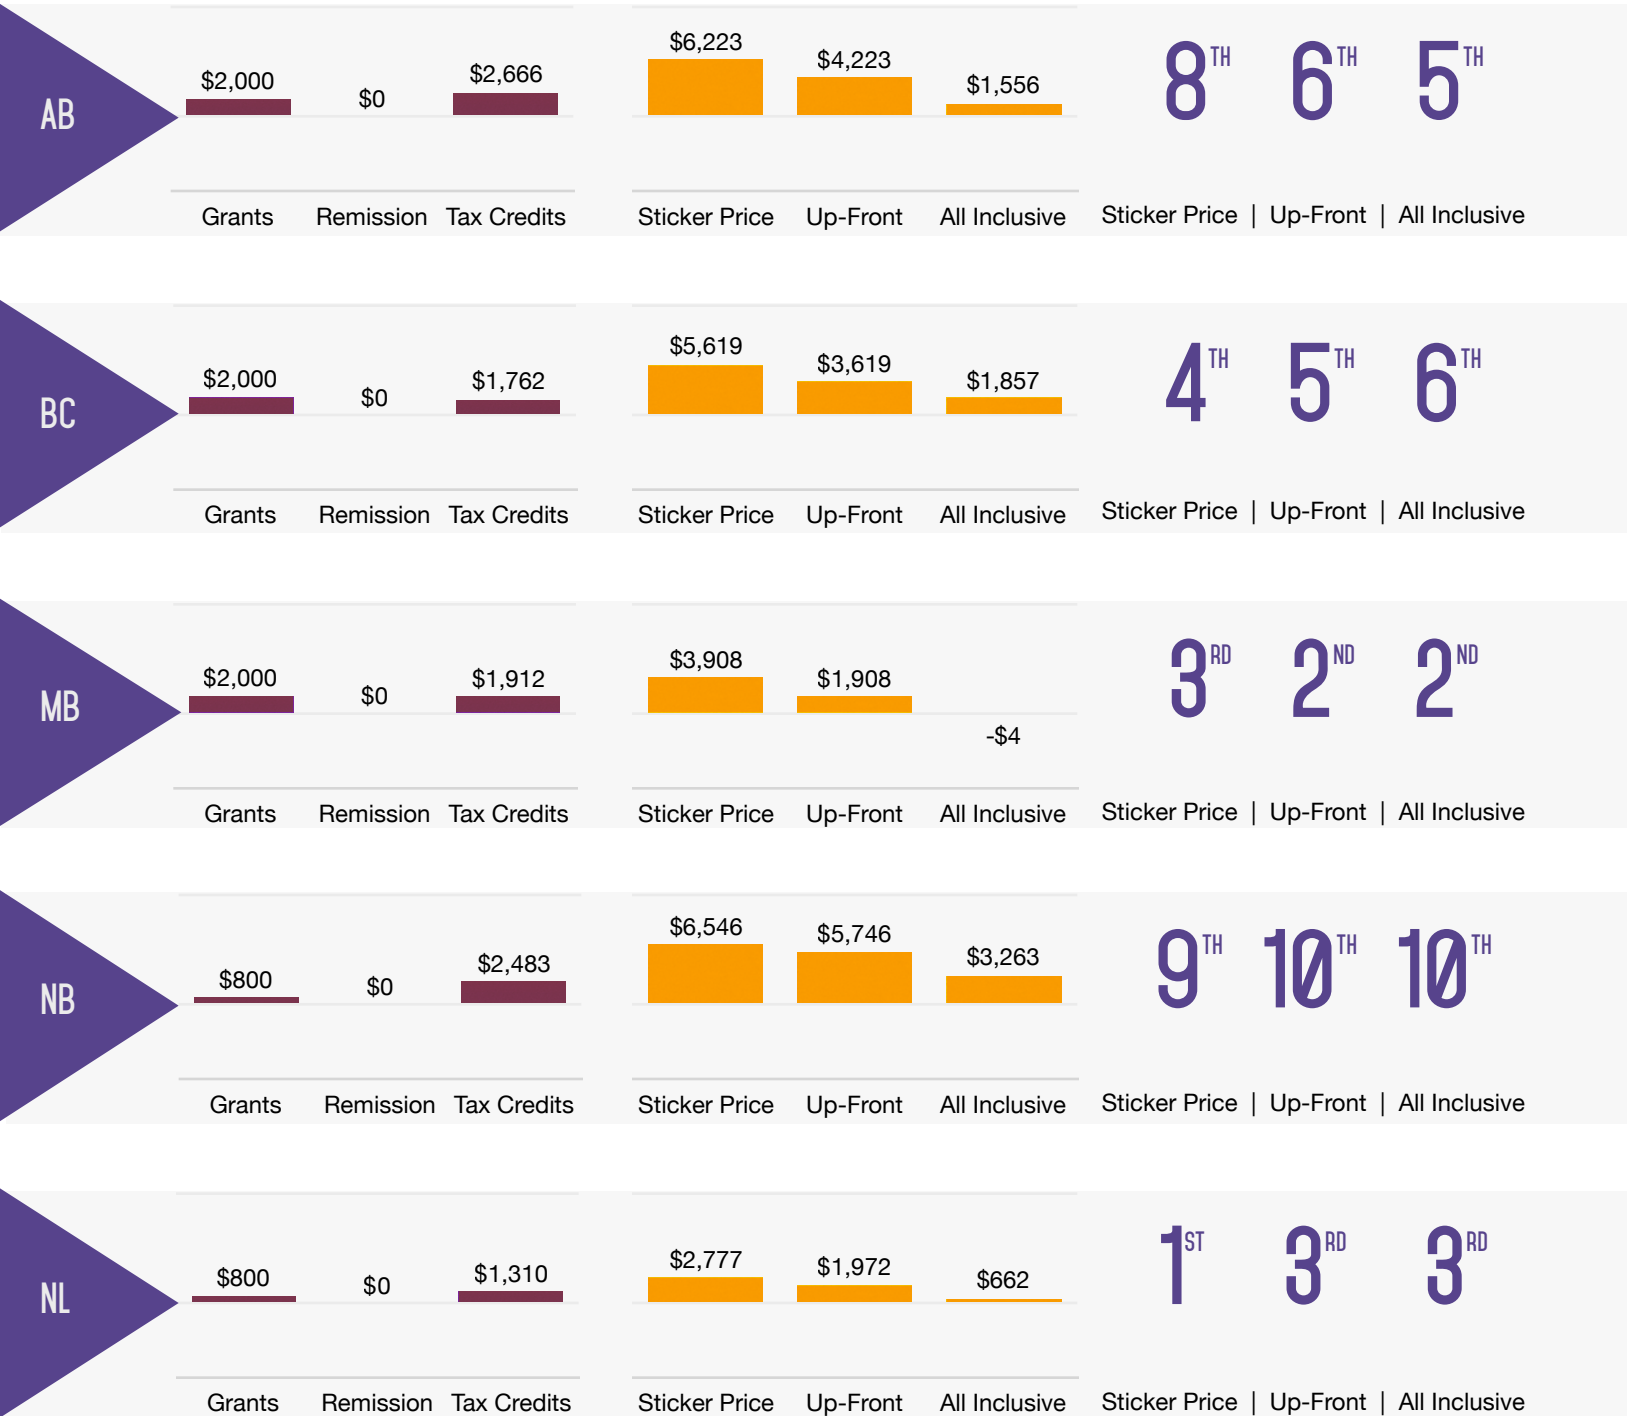 AB
$2,000 $0 $2,666
Grants Remission Tax Credits
$6,223 $4,223 $1,556
Sticker Price Up-Front All Inclusive
8TH 6TH 5TH
Sticker Price | Up-Front | All Inclusive
BC
$2,000 $0 $1,762
Grants Remission Tax Credits
$5,619 $3,619 $1,857
Sticker Price Up-Front All Inclusive
4TH 5TH 6TH
Sticker Price | Up-Front | All Inclusive
MB
$2,000 $0 $1,912
Grants Remission Tax Credits
$3,908 $1,908 -$4
Sticker Price Up-Front All Inclusive
3RD 2ND 2ND
Sticker Price | Up-Front | All Inclusive
NB
$800 $0 $2,483
Grants Remission Tax Credits
$6,546 $5,746 $3,263
Sticker Price Up-Front All Inclusive
9TH 10TH 10TH
Sticker Price | Up-Front | All Inclusive
NL
$800 $0 $1,310
Grants Remission Tax Credits
$2,777 $1,972 $662
Sticker Price Up-Front All Inclusive
1ST 3RD 3RD
Sticker Price | Up-Front | All Inclusive